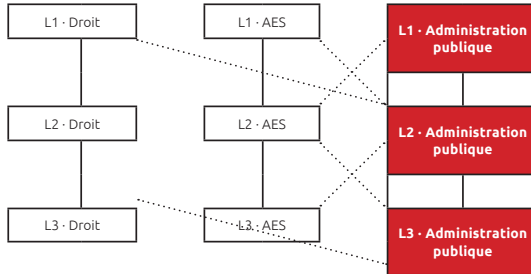 L1 · Droit
L1 · AES
L1 · Administration
publique
L2 · Droit
L2 · AES
L2 · Administration
publique
L3 · Droit
L3 · AES
L3 · Administration
publique